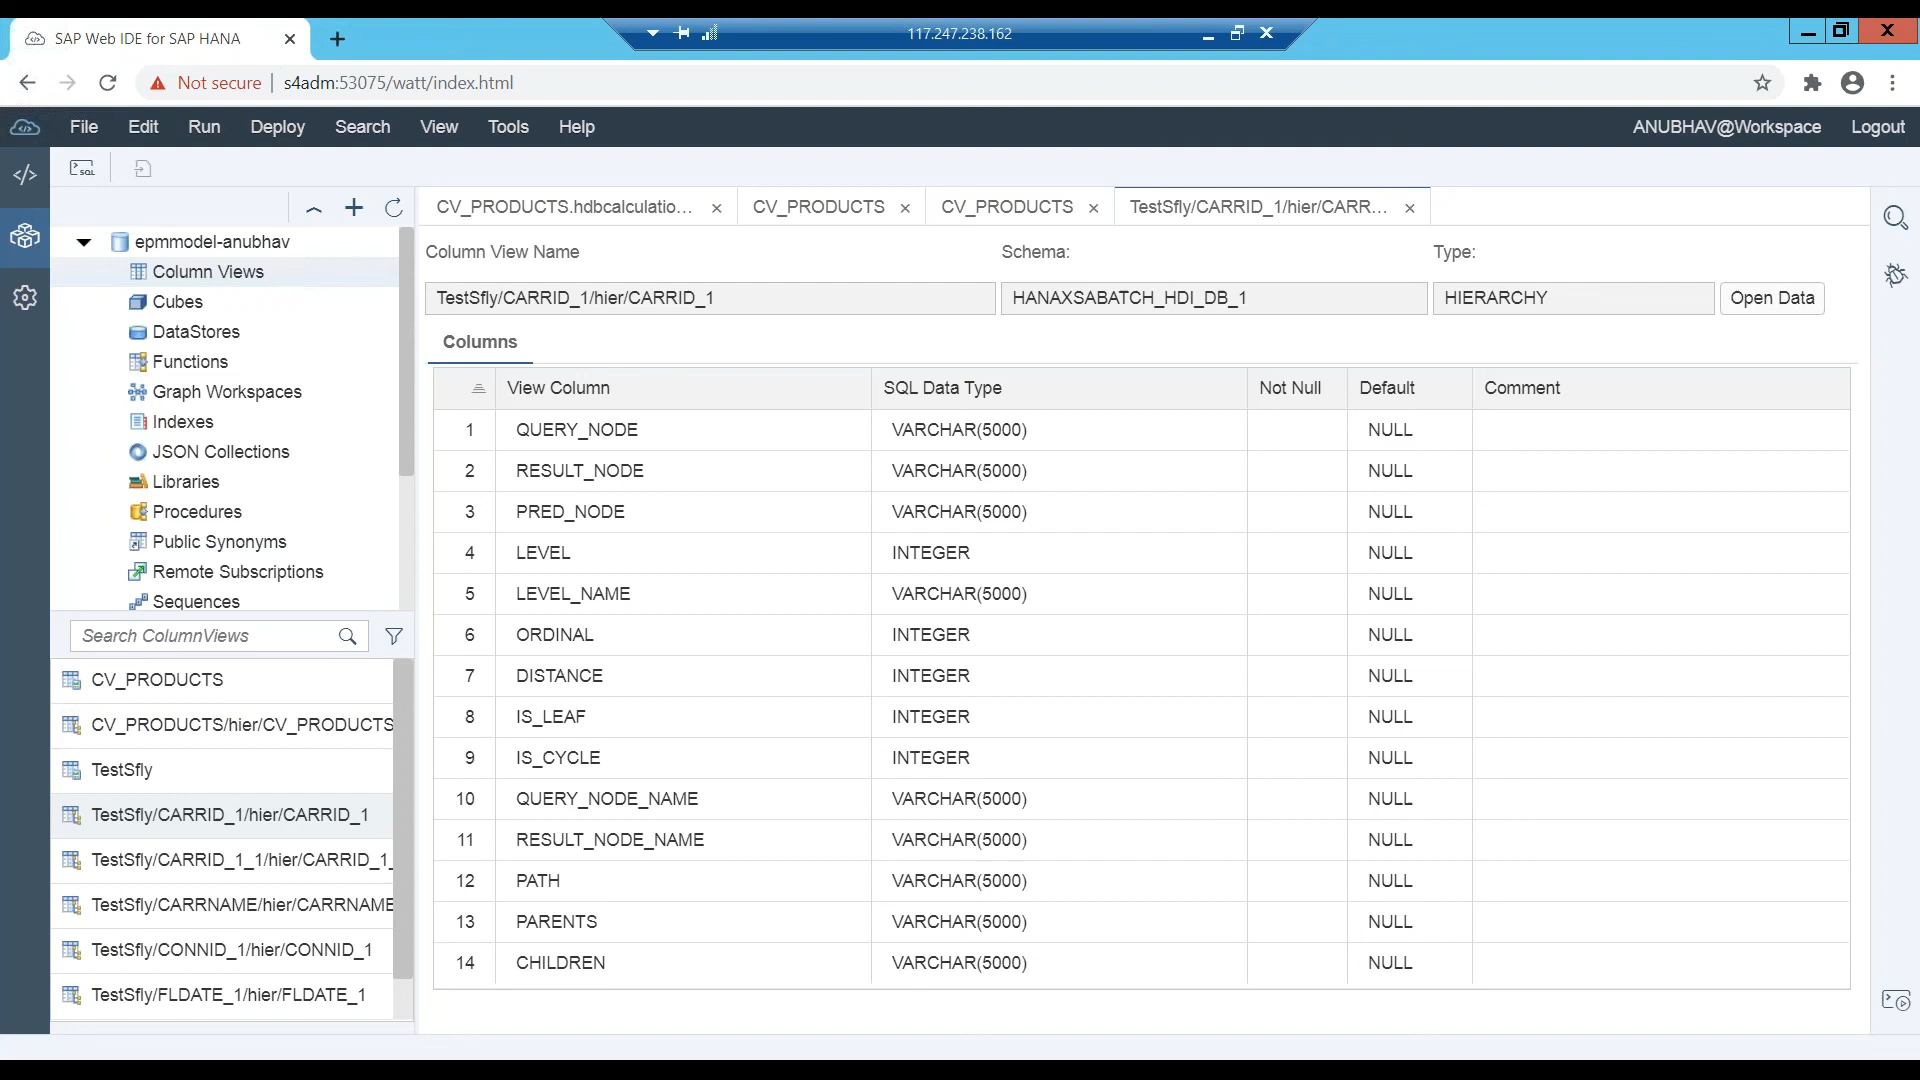 SAP Web IDE for SAP HANA
117.247.238.162
Not secure | s4adm:53075/watt/index.html
File Edit Run Deploy Search View Tools Help ANUBHAV@Workspace Logout
CV_PRODUCTS.hdbcalculatio... CV_PRODUCTS CV_PRODUCTS TestSfly/CARRID_1/hier/CARR...
epmmodel-anubhav
Column Views
Cubes
DataStores
Functions
Graph Workspaces
Indexes
JSON Collections
Libraries
Procedures
Public Synonyms
Remote Subscriptions
Sequences
Search ColumnViews
CV_PRODUCTS
CV_PRODUCTS/hier/CV_PRODUCTS
TestSfly
TestSfly/CARRID_1/hier/CARRID_1
TestSfly/CARRID_1_1/hier/CARRID_1_
TestSfly/CARRNAME/hier/CARRNAME
TestSfly/CONNID_1/hier/CONNID_1
TestSfly/FLDATE_1/hier/FLDATE_1
Column View Name Schema: Type:
TestSfly/CARRID_1/hier/CARRID_1 HANAXSABATCH_HDI_DB_1 HIERARCHY Open Data
Columns
View Column SQL Data Type Not Null Default Comment
1 QUERY_NODE VARCHAR(5000) NULL
2 RESULT_NODE VARCHAR(5000) NULL
3 PRED_NODE VARCHAR(5000) NULL
4 LEVEL INTEGER NULL
5 LEVEL_NAME VARCHAR(5000) NULL
6 ORDINAL INTEGER NULL
7 DISTANCE INTEGER NULL
8 IS_LEAF INTEGER NULL
9 IS_CYCLE INTEGER NULL
10 QUERY_NODE_NAME VARCHAR(5000) NULL
11 RESULT_NODE_NAME VARCHAR(5000) NULL
12 PATH VARCHAR(5000) NULL
13 PARENTS VARCHAR(5000) NULL
14 CHILDREN VARCHAR(5000) NULL